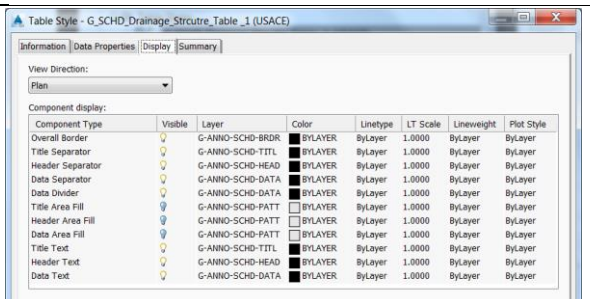 Table Style - G_SCHD_Drainage_Strcutre_Table _1 (USACE)
Information Data Properties Display Summary
View Direction:
Plan
Component display:
Component Type Visible Layer Color Linetype LT Scale Lineweight Plot Style
Overall Border G-ANNO-SCHD-BRDR BYLAYER ByLayer 1.0000 ByLayer ByLayer
Title Separator G-ANNO-SCHD-TITL BYLAYER ByLayer 1.0000 ByLayer ByLayer
Header Separator G-ANNO-SCHD-HEAD BYLAYER ByLayer 1.0000 ByLayer ByLayer
Data Separator G-ANNO-SCHD-DATA BYLAYER ByLayer 1.0000 ByLayer ByLayer
Data Divider G-ANNO-SCHD-DATA BYLAYER ByLayer 1.0000 ByLayer ByLayer
Title Area Fill G-ANNO-SCHD-PATT BYLAYER ByLayer 1.0000 ByLayer ByLayer
Header Area Fill G-ANNO-SCHD-PATT BYLAYER ByLayer 1.0000 ByLayer ByLayer
Data Area Fill G-ANNO-SCHD-PATT BYLAYER ByLayer 1.0000 ByLayer ByLayer
Title Text G-ANNO-SCHD-TITL BYLAYER ByLayer 1.0000 ByLayer ByLayer
Header Text G-ANNO-SCHD-HEAD BYLAYER ByLayer 1.0000 ByLayer ByLayer
Data Text G-ANNO-SCHD-DATA BYLAYER ByLayer 1.0000 ByLayer ByLayer